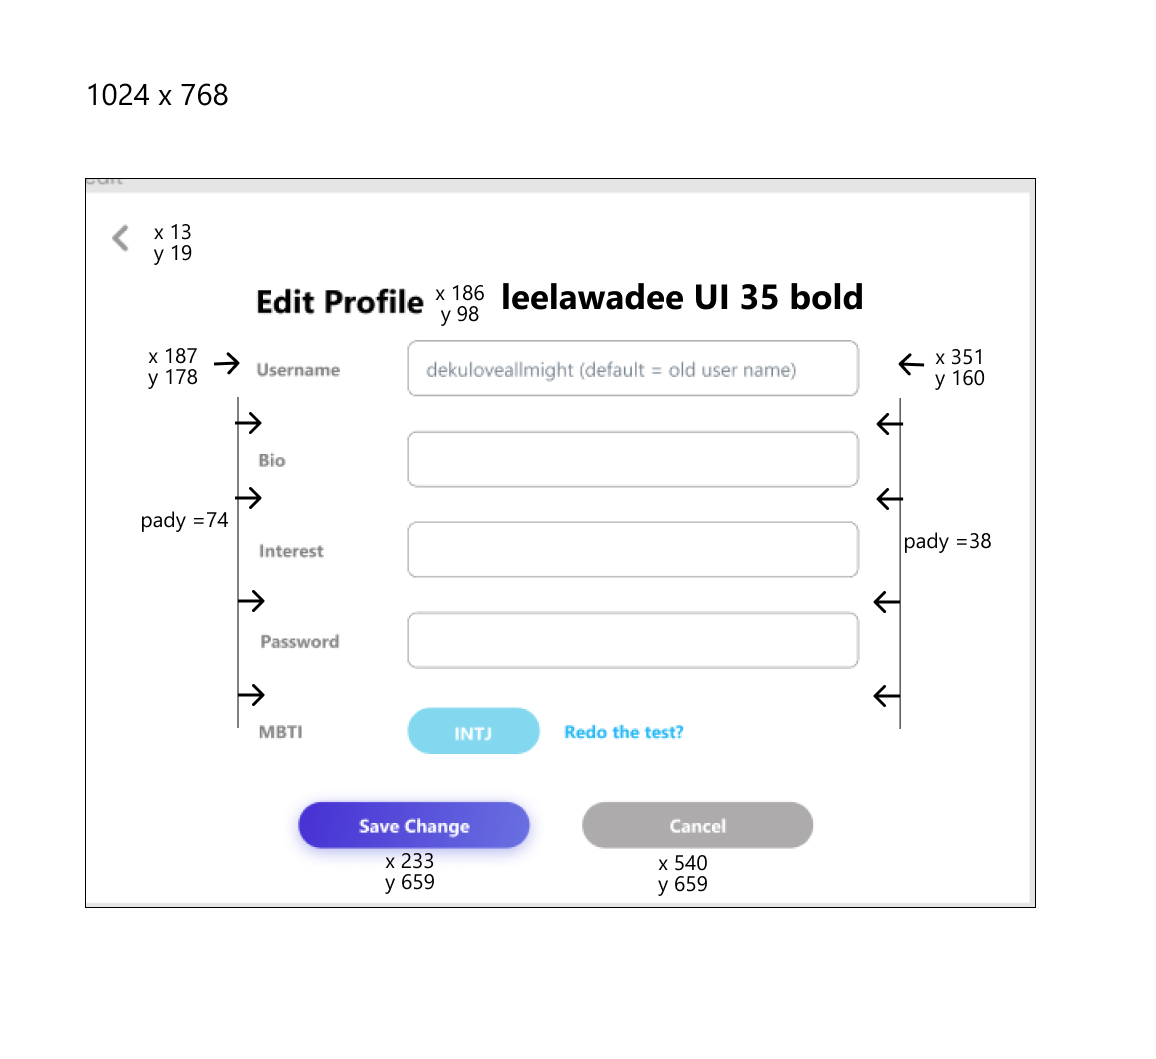 1024 x 768
x 13
y 19
Edit Profile
x 186
y 98
leelawadee UI 35 bold
x 187
y 178
Username
dekuloveallmight (default = old user name)
x 351
y 160
Bio
pady =74
Interest
pady =38
Password
MBTI
INTJ
Redo the test?
Save Change
Cancel
x 233
y 659
x 540
y 659